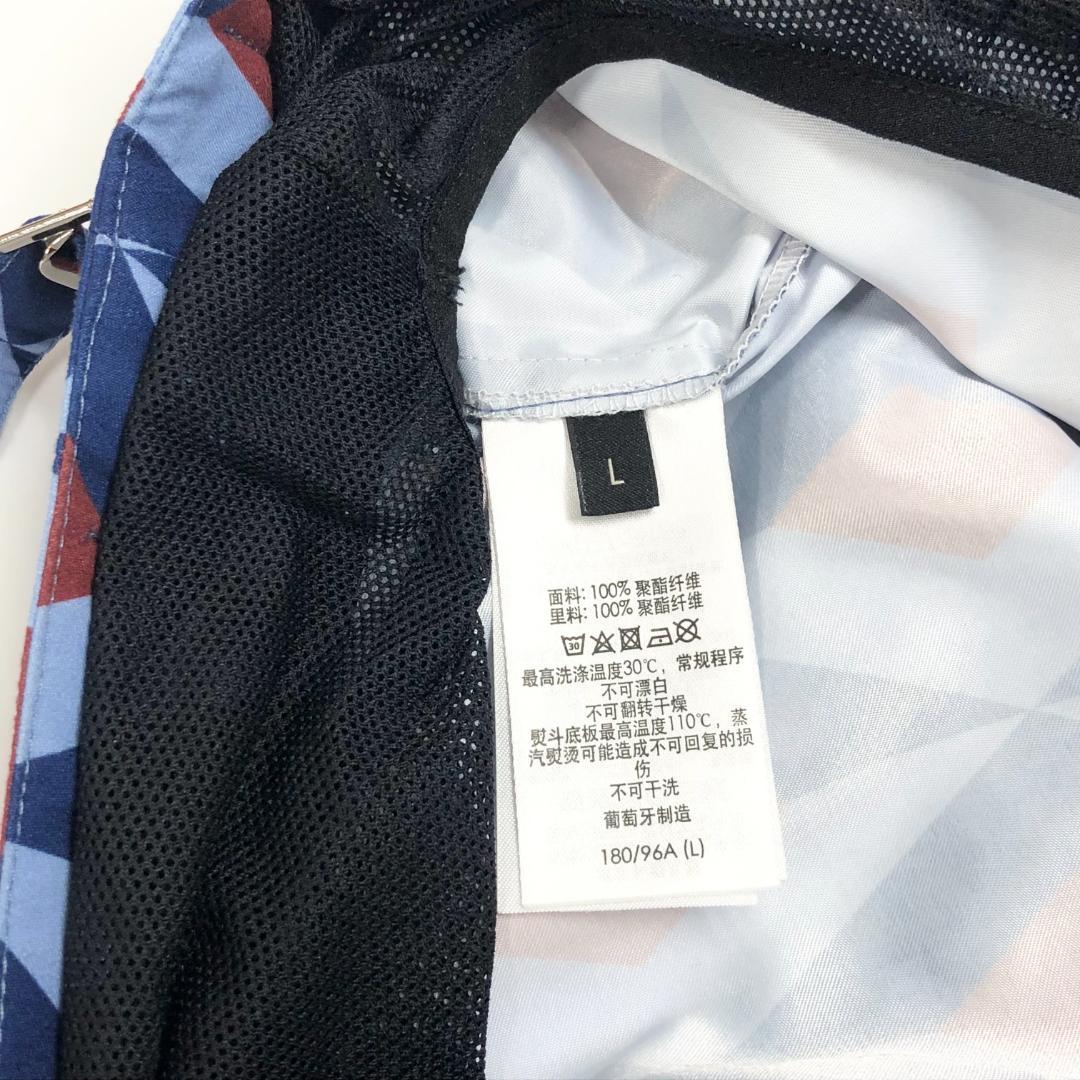 L
面料: 100% 聚酯纤维
里料: 100% 聚酯纤维
30
最高洗涤温度30℃, 常规程序
不可漂白
不可翻转干燥
熨斗底板最高温度110℃, 蒸
汽熨烫可能造成不可回复的损
伤
不可干洗
葡萄牙制造
180/96A (L)